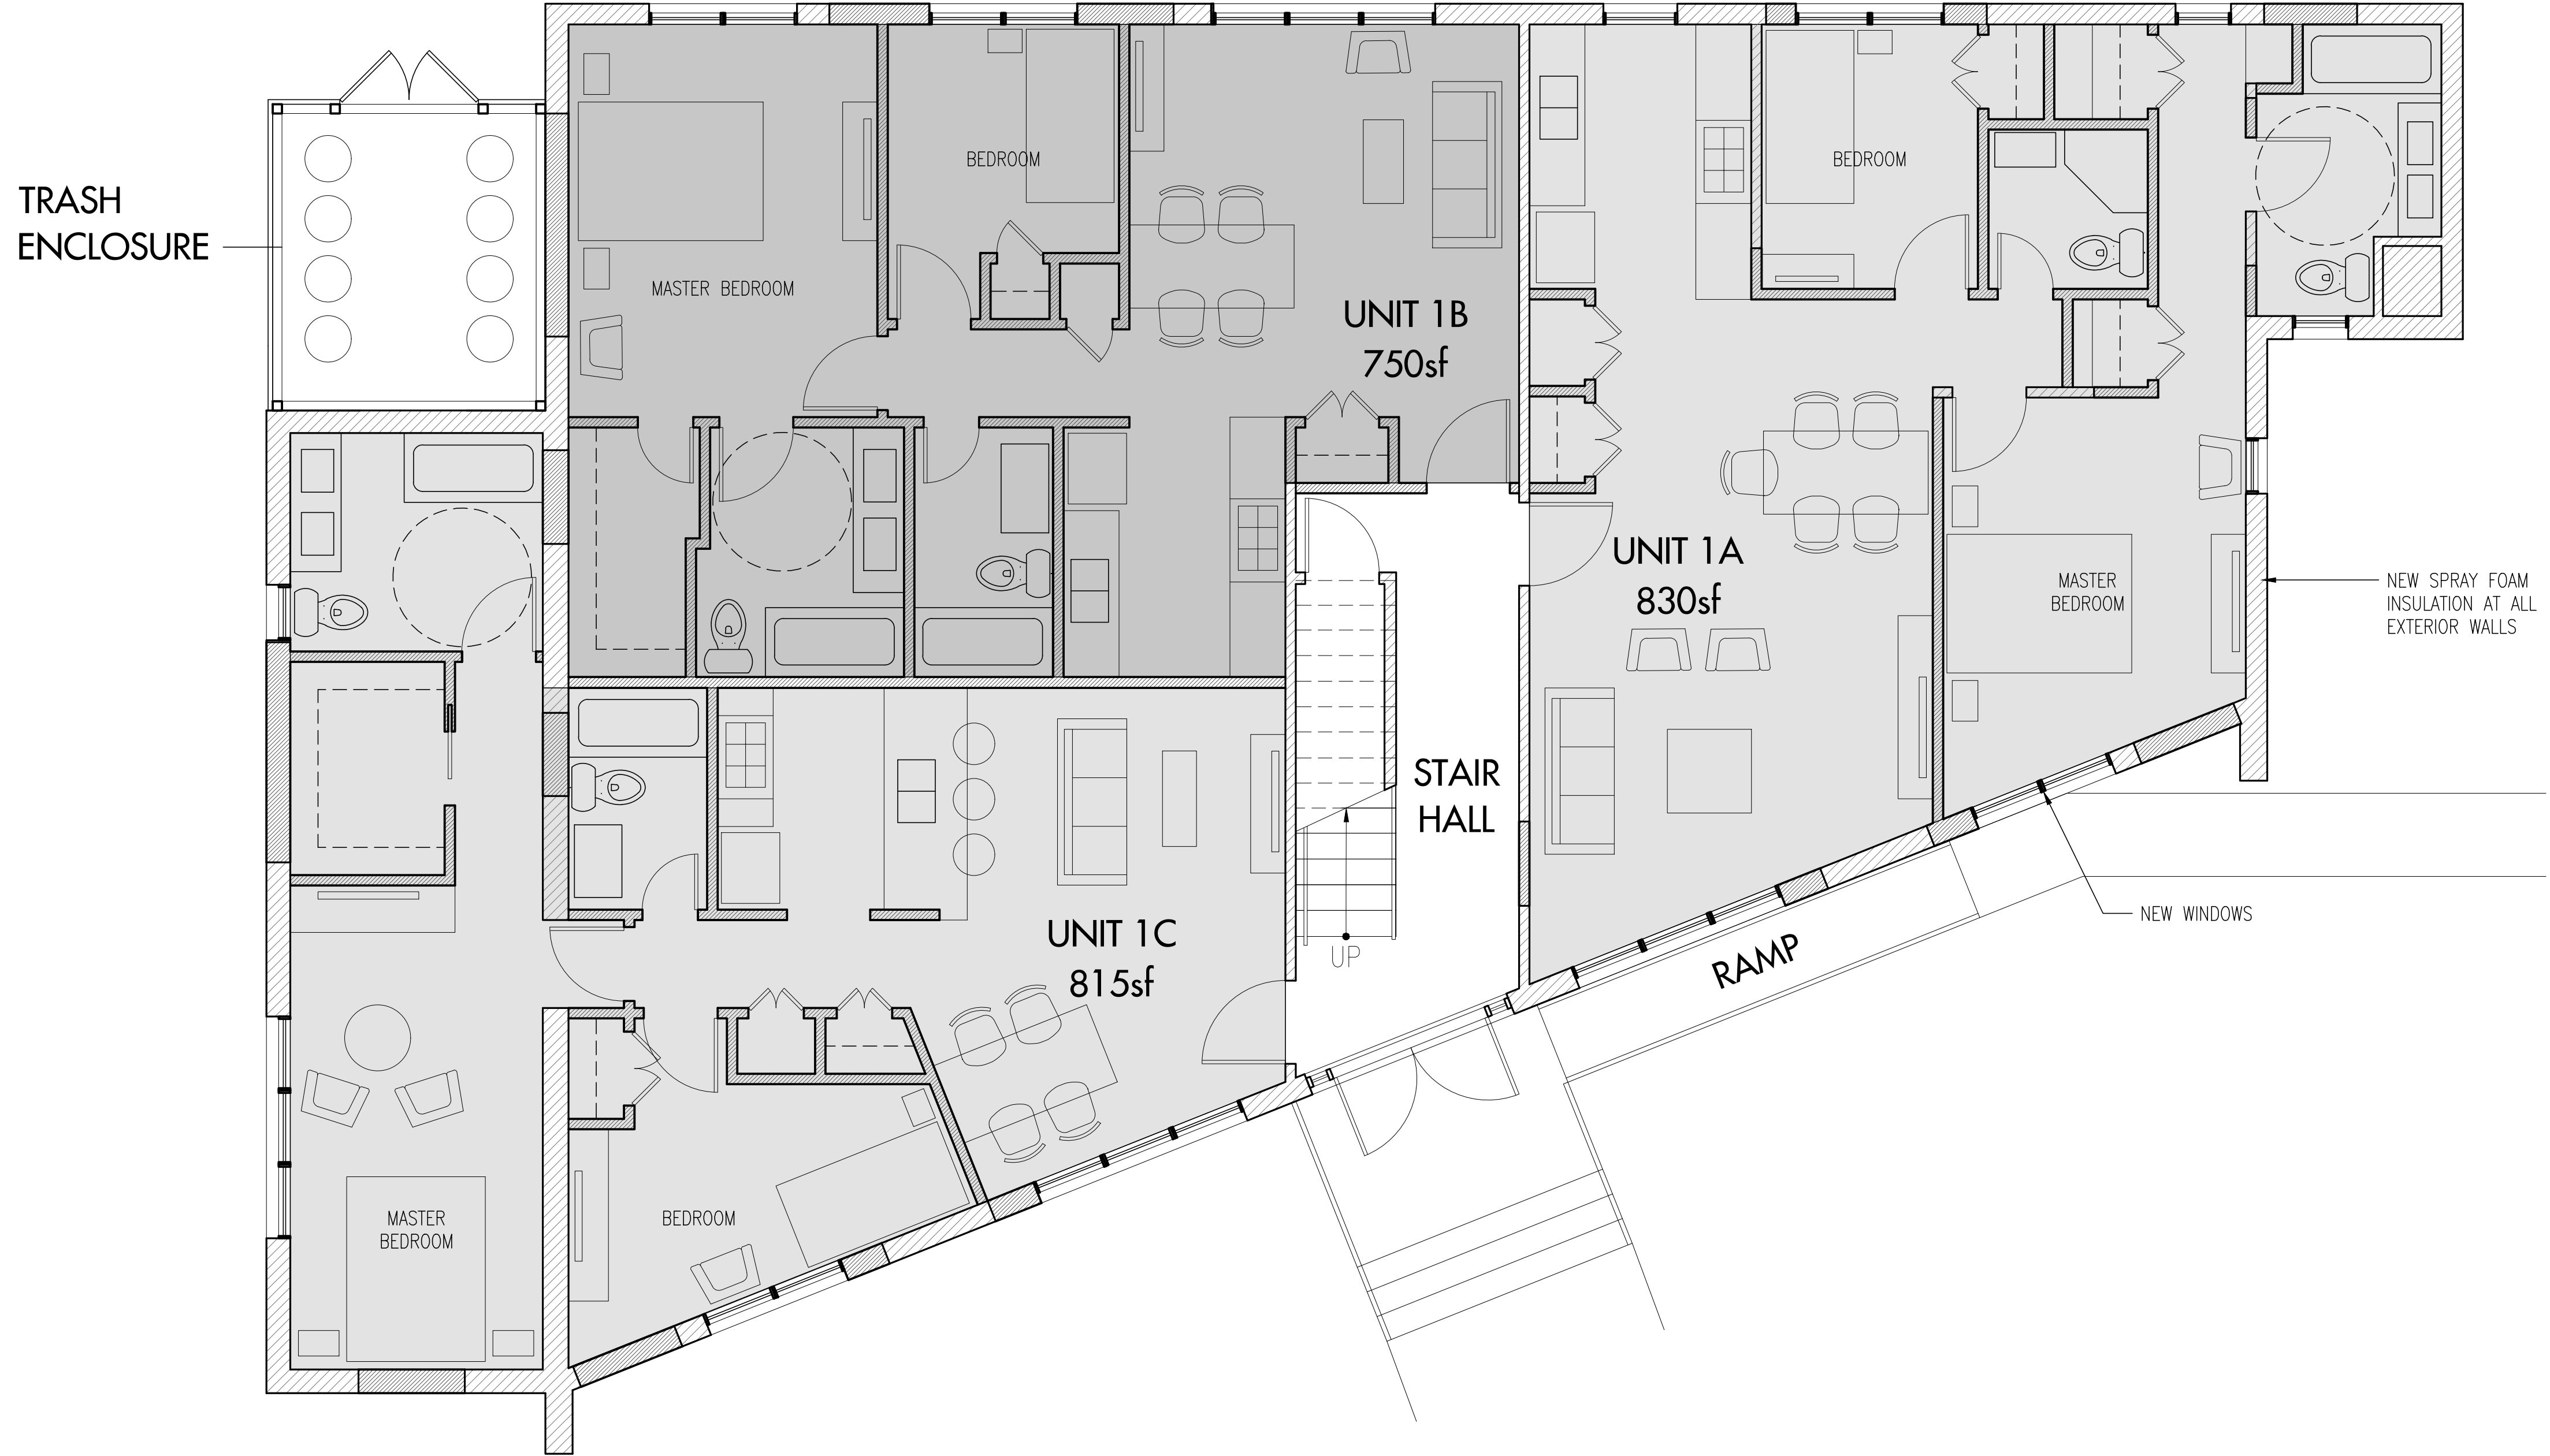 TRASH
ENCLOSURE
MASTER BEDROOM
BEDROOM
UNIT 1B
750sf
BEDROOM
UNIT 1A
830sf
MASTER
BEDROOM
NEW SPRAY FOAM
INSULATION AT ALL
EXTERIOR WALLS
STAIR
HALL
UP
UNIT 1C
815sf
RAMP
NEW WINDOWS
MASTER
BEDROOM
BEDROOM